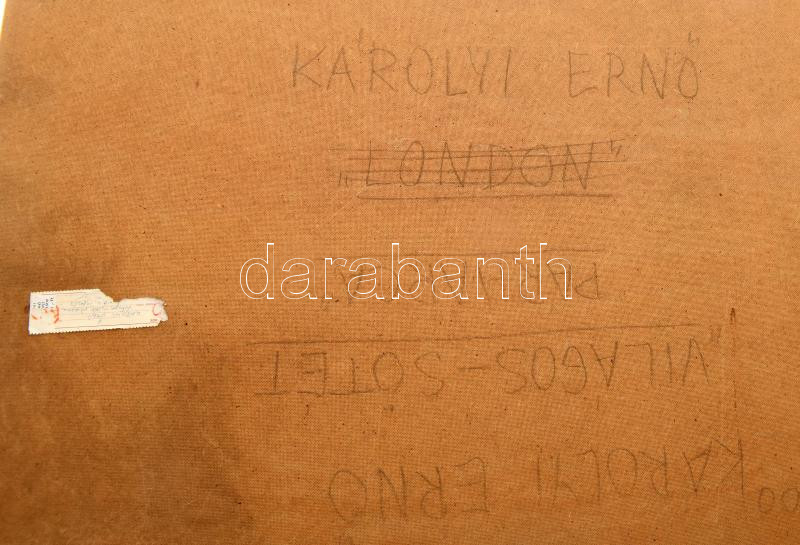 KÁROLYI ERNŐ
„LONDON”
darabanth
"VILÁGOS-SÖTÉT
KÁROLYI ERNŐ